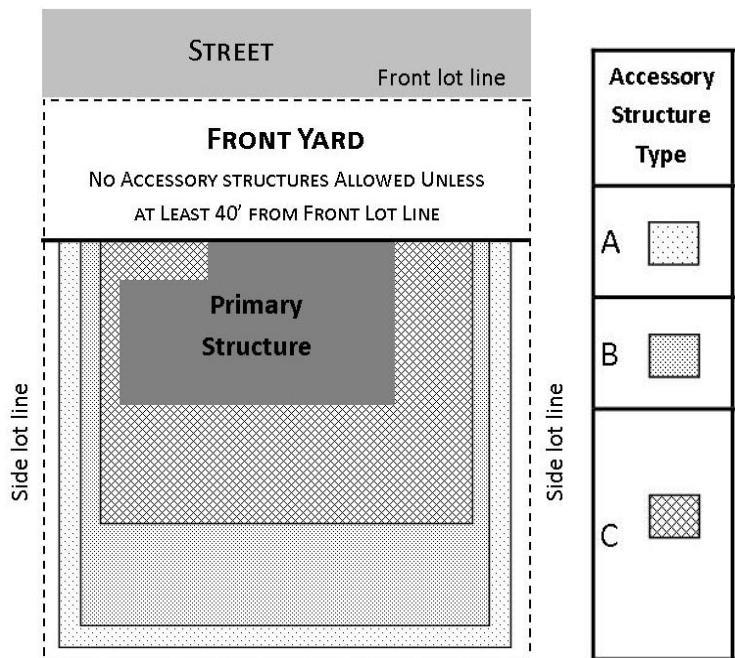 STREET
Front lot line
FRONT YARD
NO ACCESSORY STRUCTURES ALLOWED UNLESS
AT LEAST 40' FROM FRONT LOT LINE
Primary
Structure
Side lot line
Side lot line
Accessory
Structure
Type
A
B
C